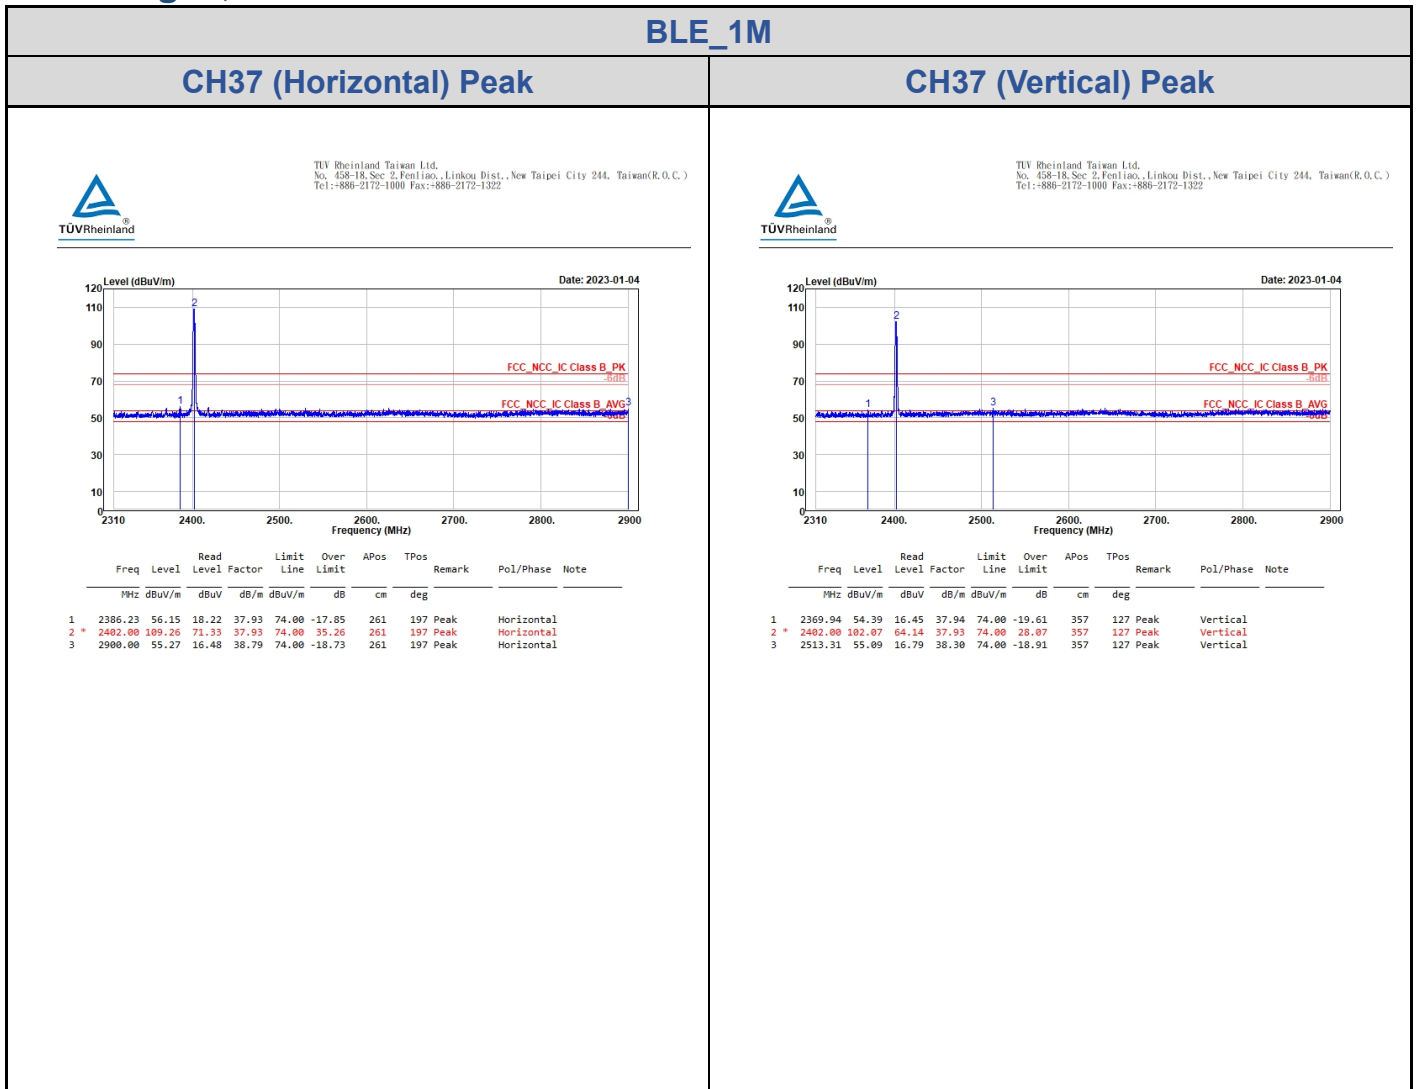 BLE_1M
CH37 (Horizontal) Peak
CH37 (Vertical) Peak
TUV Rheinland Taiwan Ltd.
No. 458-18,Sec 2,Fenliao.,Linkou Dist.,New Taipei City 244, Taiwan(R.O.C.)
Tel:+886-2172-1000 Fax:+886-2172-1322
®
TÜVRheinland
Level (dBuV/m)
Date: 2023-01-04
120
110
90
70
50
30
10
0
2
1
3
FCC_NCC_IC Class B_PK
-6dB
FCC_NCC_IC Class B_AVG
-6dB
2310 2400. 2500. 2600. 2700. 2800. 2900
Frequency (MHz)
Read Limit Over APos TPos
Freq Level Level Factor Line Limit Remark Pol/Phase Note
MHz dBuV/m dBuV dB/m dBuV/m dB cm deg
1 2386.23 56.15 18.22 37.93 74.00 -17.85 261 197 Peak Horizontal
2 * 2402.00 109.26 71.33 37.93 74.00 35.26 261 197 Peak Horizontal
3 2900.00 55.27 16.48 38.79 74.00 -18.73 261 197 Peak Horizontal
TUV Rheinland Taiwan Ltd.
No. 458-18,Sec 2,Fenliao.,Linkou Dist.,New Taipei City 244, Taiwan(R.O.C.)
Tel:+886-2172-1000 Fax:+886-2172-1322
®
TÜVRheinland
Level (dBuV/m)
Date: 2023-01-04
120
110
90
70
50
30
10
0
2
1
3
FCC_NCC_IC Class B_PK
-6dB
FCC_NCC_IC Class B_AVG
-6dB
2310 2400. 2500. 2600. 2700. 2800. 2900
Frequency (MHz)
Read Limit Over APos TPos
Freq Level Level Factor Line Limit Remark Pol/Phase Note
MHz dBuV/m dBuV dB/m dBuV/m dB cm deg
1 2369.94 54.39 16.45 37.94 74.00 -19.61 357 127 Peak Vertical
2 * 2402.00 102.07 64.14 37.93 74.00 28.07 357 127 Peak Vertical
3 2513.31 55.09 16.79 38.30 74.00 -18.91 357 127 Peak Vertical